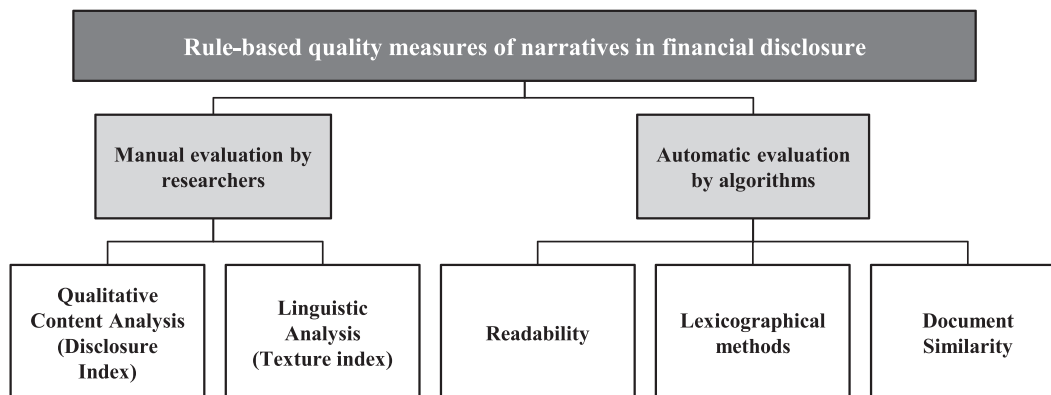 Rule-based quality measures of narratives in financial disclosure
Manual evaluation by
researchers
Automatic evaluation
by algorithms
Qualitative
Content Analysis
(Disclosure
Index)
Linguistic
Analysis
(Texture index)
Readability
Lexicographical
methods
Document
Similarity